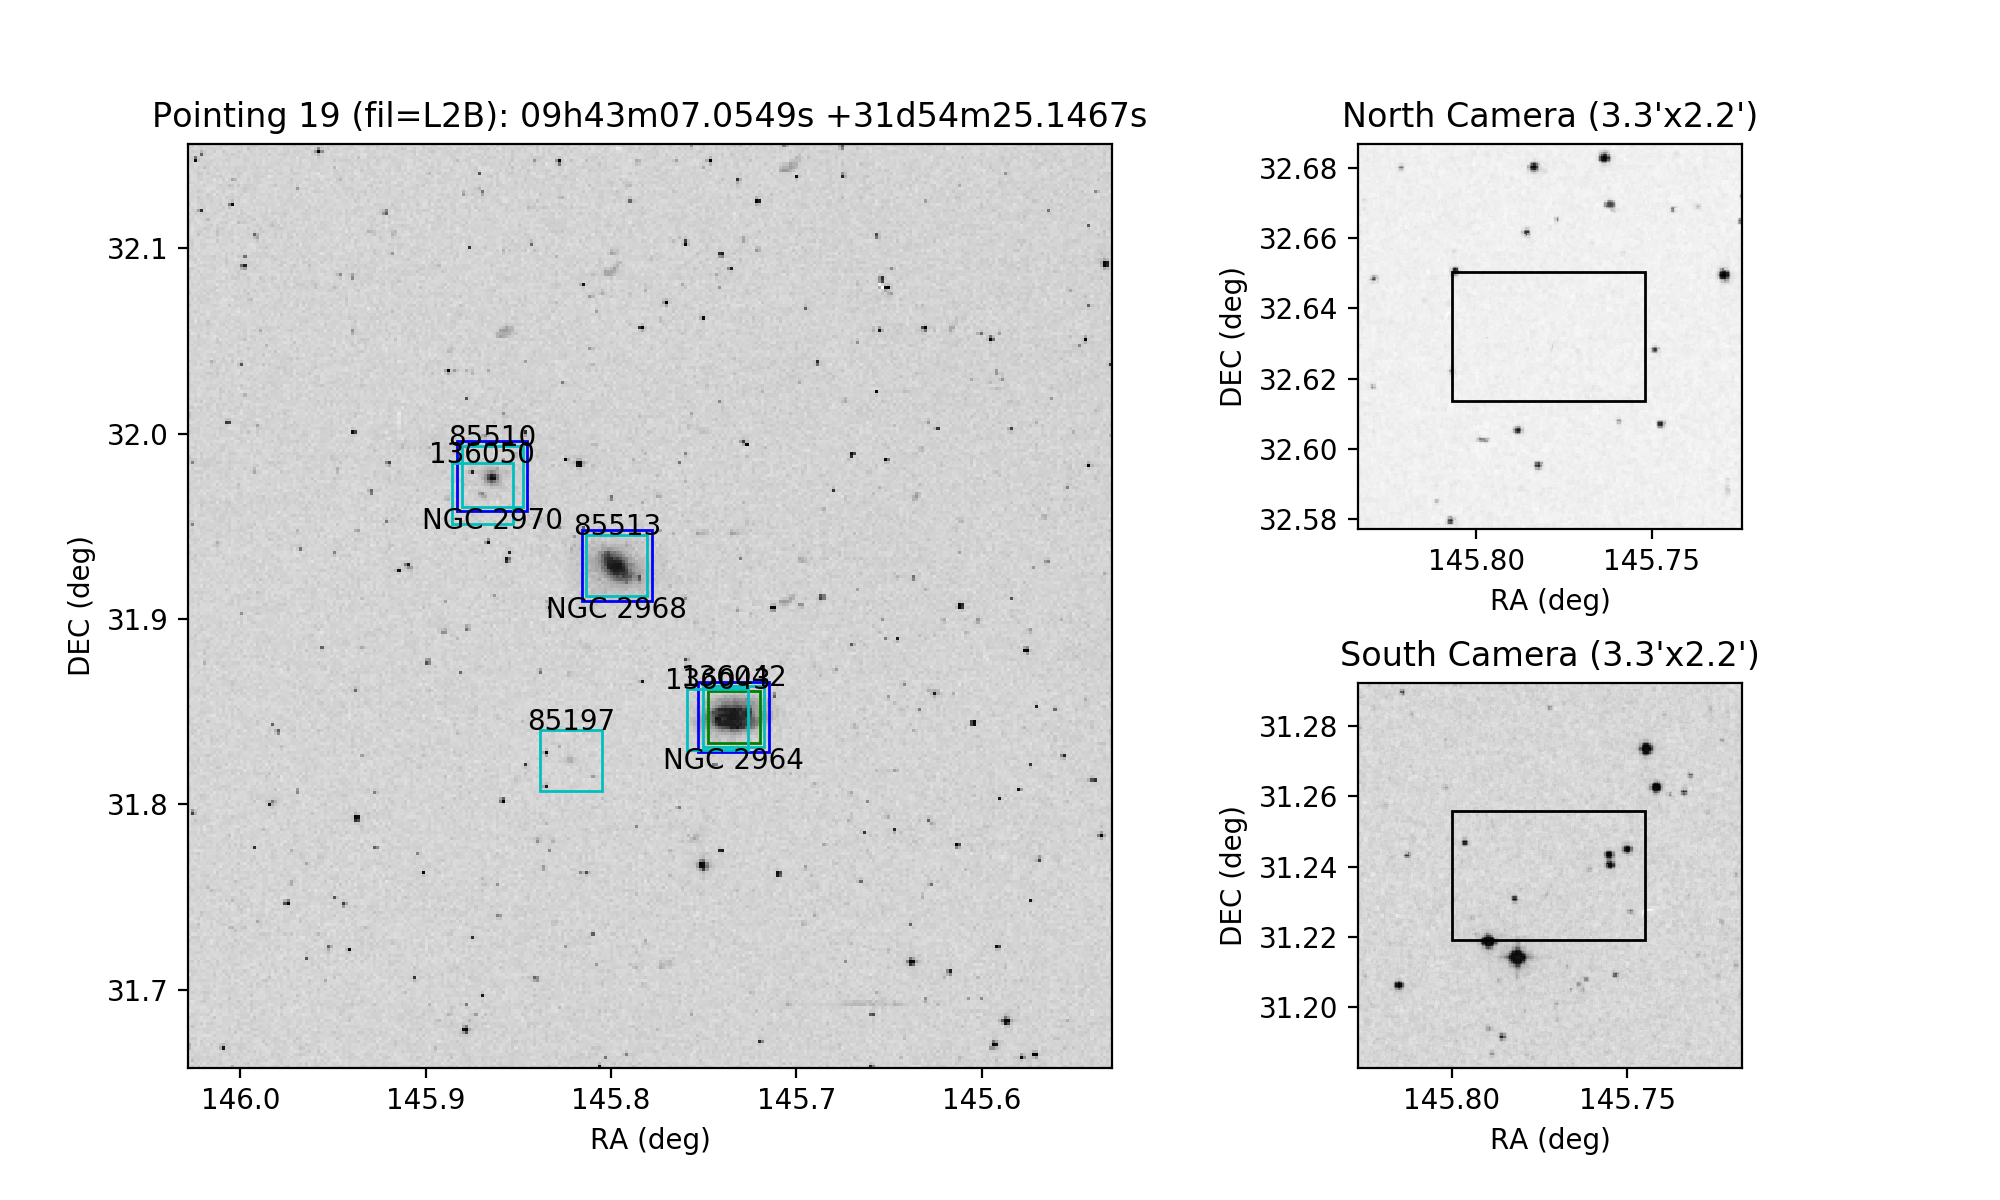 Pointing 19 (fil=L2B): 09h43m07.0549s +31d54m25.1467s
32.1
32.0
31.9
31.8
31.7
DEC (deg)
85510
136050
NGC 2970
85513
NGC 2968
136042
136043
NGC 2964
85197
146.0 145.9 145.8 145.7 145.6
RA (deg)
North Camera (3.3'x2.2')
32.68
32.66
32.64
32.62
32.60
32.58
DEC (deg)
145.80 145.75
RA (deg)
South Camera (3.3'x2.2')
31.28
31.26
31.24
31.22
31.20
DEC (deg)
145.80 145.75
RA (deg)